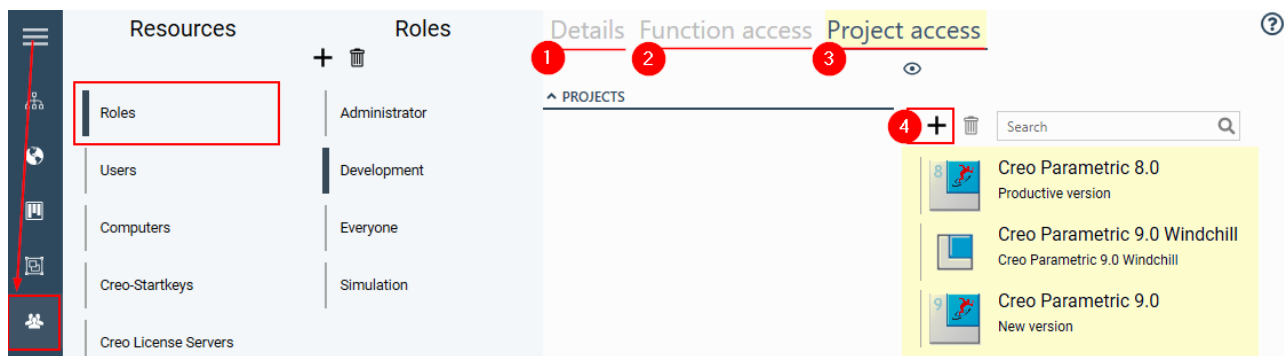 Resources
Roles
Details
Function access
Project access
?
1
2
3
PROJECTS
4
Search
Roles
Users
Computers
Creo-Startkeys
Creo License Servers
Administrator
Development
Everyone
Simulation
8
Creo Parametric 8.0
Productive version
Creo Parametric 9.0 Windchill
Creo Parametric 9.0 Windchill
9
Creo Parametric 9.0
New version